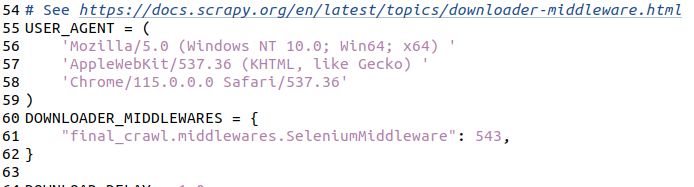 54 # See https://docs.scrapy.org/en/latest/topics/downloader-middleware.html
55 USER_AGENT = (
56     'Mozilla/5.0 (Windows NT 10.0; Win64; x64) '
57     'AppleWebKit/537.36 (KHTML, like Gecko) '
58     'Chrome/115.0.0.0 Safari/537.36'
59 )
60 DOWNLOADER_MIDDLEWARES = {
61     "final_crawl.middlewares.SeleniumMiddleware": 543,
62 }
63